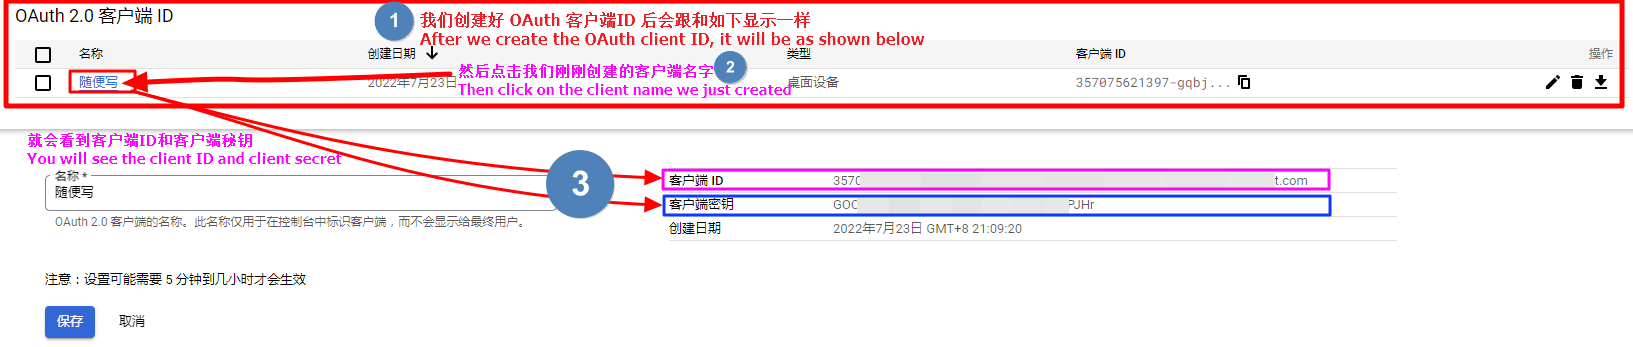 OAuth 2.0 客户端 ID
1
我们创建好 OAuth 客户端ID 后会跟和如下显示一样
After we create the OAuth client ID, it will be as shown below
名称
创建日期
类型
客户端 ID
操作
随便写
2022年7月23日
然后点击我们刚刚创建的客户端名字
2
Then click on the client name we just created
桌面设备
357075621397-gqbj...
就会看到客户端ID和客户端秘钥
You will see the client ID and client secret
名称 *
随便写
OAuth 2.0 客户端的名称。此名称仅用于在控制台中标识客户端，而不会显示给最终用户。
3
客户端 ID 3570 t.com
客户端密钥 GOC PJHr
创建日期 2022年7月23日 GMT+8 21:09:20
注意：设置可能需要 5 分钟到几小时才会生效
保存 取消